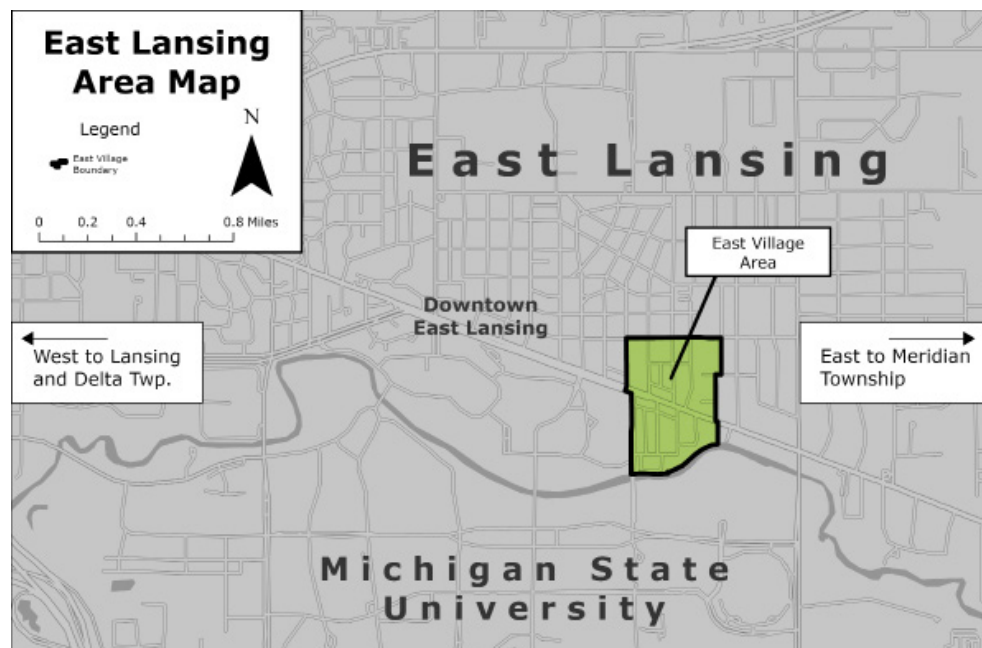 East Lansing
Area Map
Legend
N
East Village
Boundary
0 0.2 0.4 0.8 Miles
East Lansing
East Village
Area
Downtown
East Lansing
West to Lansing
and Delta Twp.
East to Meridian
Township
Michigan State
University